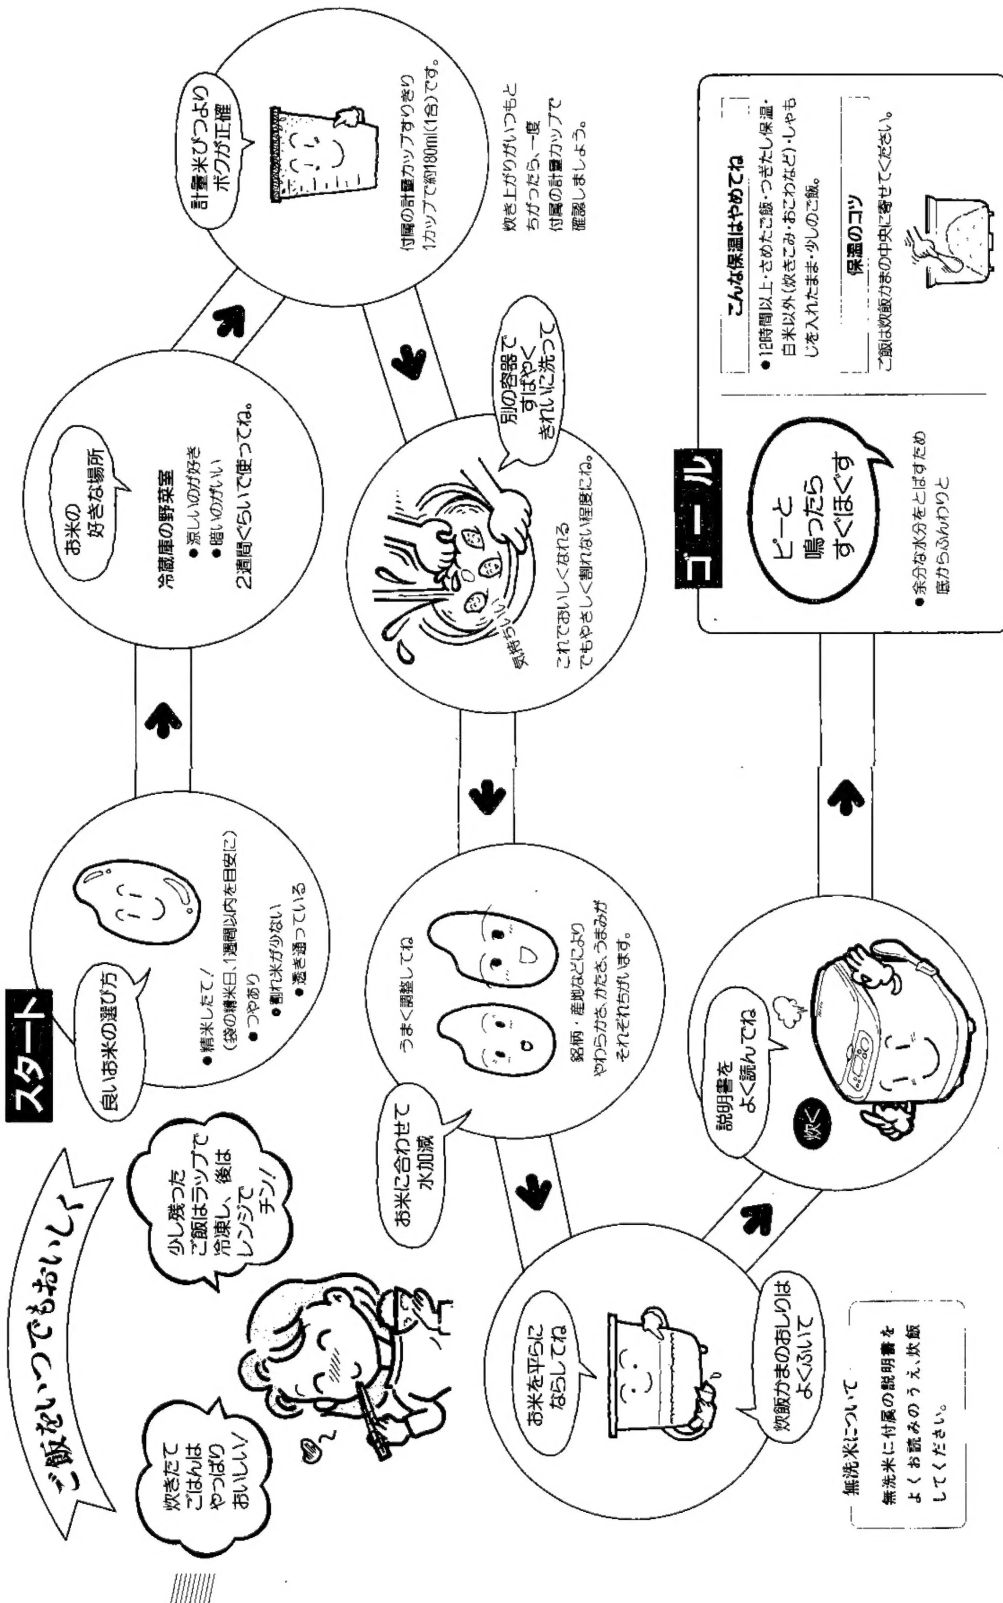 ご飯をいつでもおいしく
炊きたて
ごはんは
やっぱり
おいしい!
少し残った
ご飯はラップで
冷凍し、後は
レンジで
チン!
スタート
良いお米の選び方
●精米したて!
(袋の精米日、1週間以内を目安に)
●つやあり
●割れ米が少ない
●透き通っている
お米の
好きな場所
冷蔵庫の野菜室
●涼しいのが好き
●暗いのがいい
2週間ぐらいで使ってね。
計量米びつより
ボクが正確
付属の計量カップすりきり
1カップで約180ml(1合)です。
炊き上がりがいつもと
ちがったら、一度
付属の計量カップで
確認しましょう。
別の容器で
すばやく
きれいに洗って
気持ちいい
これでおいしくなれる
でもやさしく割れない程度にね。
お米に合わせて
水加減
うまく調整してね
銘柄・産地などにより
やわらかさ、かたさ、うまみが
それぞれちがいます。
お米を平らに
ならしてね
炊飯かまのおしりは
よくふいて
説明書を
よく読んでね
炊く
無洗米について
無洗米に付属の説明書を
よくお読みのうえ、炊飯
してください。
ゴール
ピーと
鳴ったら
すぐほぐす
●余分な水分をとばすため
底からふんわりと
こんな保温はやめてね
●12時間以上・さめたご飯・つぎたし保温・
白米以外(炊きこみ・おこわなど)・しゃも
じを入れたまま・少しのご飯。
保温のコツ
ご飯は炊飯かまの中央に寄せてください。